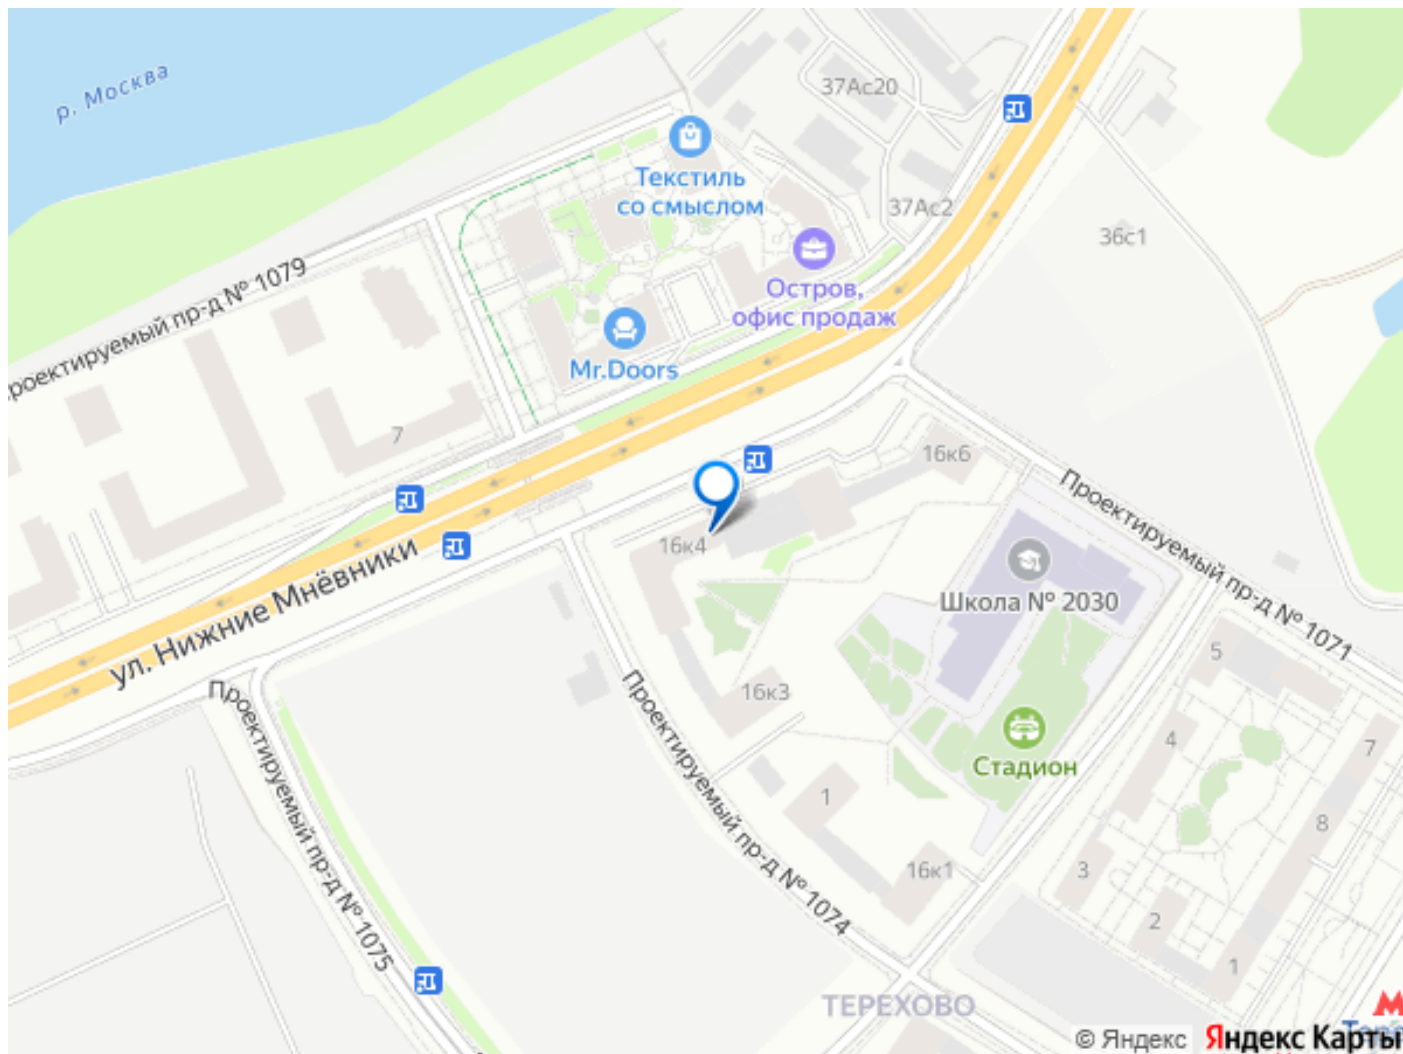 р. Москва
37Ас20
Текстиль
со смыслом
37Ас2
36с1
Проектируемый пр-д № 1079
Остров,
офис продаж
Mr.Doors
7
16к6
Проектируемый пр-д № 1071
16к4
ул. Нижние Мнёвники
Школа № 2030
5
Проектируемый пр-д № 1075
Проектируемый пр-д № 1074
16к3
4
7
Стадион
1
8
16к1
3
2
1
ТЕРЕХОВО
М
© Яндекс
Яндекс Карты